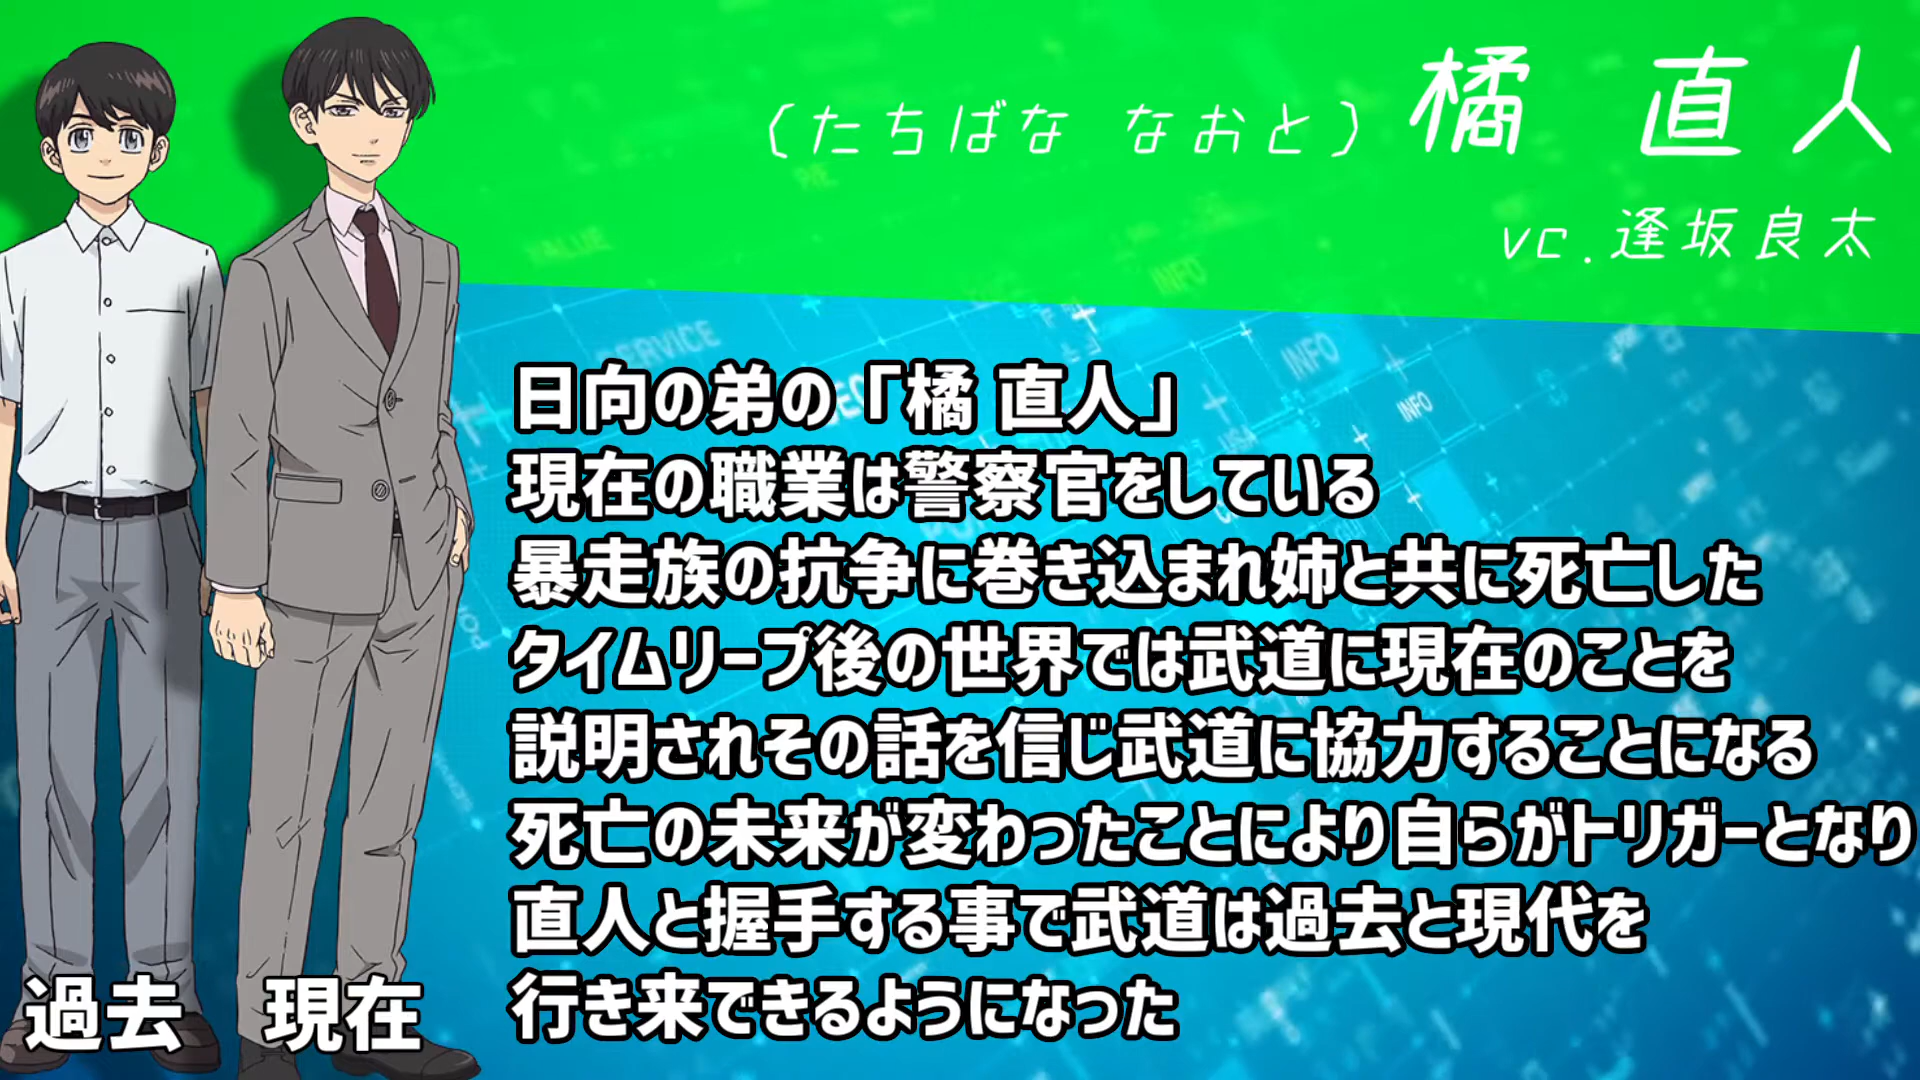 (たちばな なおと) 橘 直人
vc.逢坂良太
日向の弟の「橘 直人」
現在の職業は警察官をしている
暴走族の抗争に巻き込まれ姉と共に死亡した
タイムリープ後の世界では武道に現在のことを
説明されその話を信じ武道に協力することになる
死亡の未来が変わったことにより自らがトリガーとなり
直人と握手する事で武道は過去と現代を
行き来できるようになった
過去 現在
VALUE
INFO
SERVICE
INFO
INFO